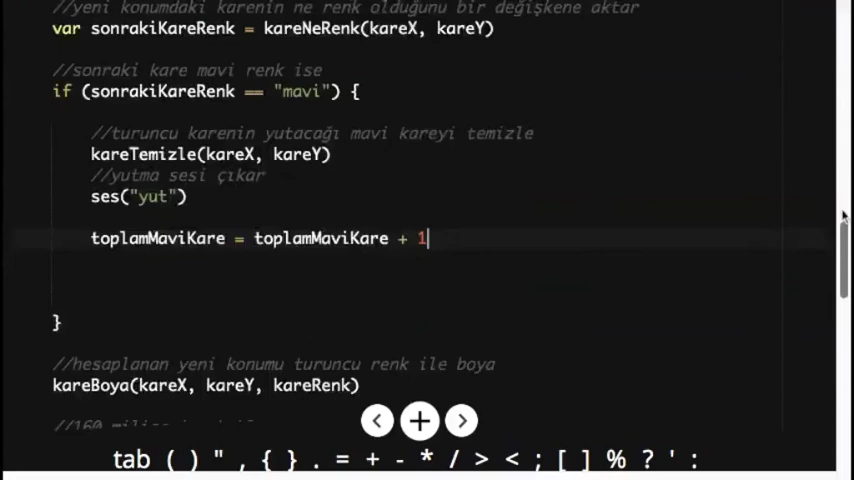 //yeni konumdaki karenin ne renk olduğunu bir değişkene aktar
var sonrakiKareRenk = kareNeRenk(kareX, kareY)
//sonraki kare mavi renk ise
if (sonrakiKareRenk == "mavi") {
//turuncu karenin yutacağı mavi kareyi temizle
kareTemizle(kareX, kareY)
//yutma sesi çıkar
ses("yut")
toplamMaviKare = toplamMaviKare + 1
}
//hesaplanan yeni konumu turuncu renk ile boya
kareBoya(kareX, kareY, kareRenk)
//160
tab ( ) " , { } . = + - * / > < ; [ ] % ? ' :